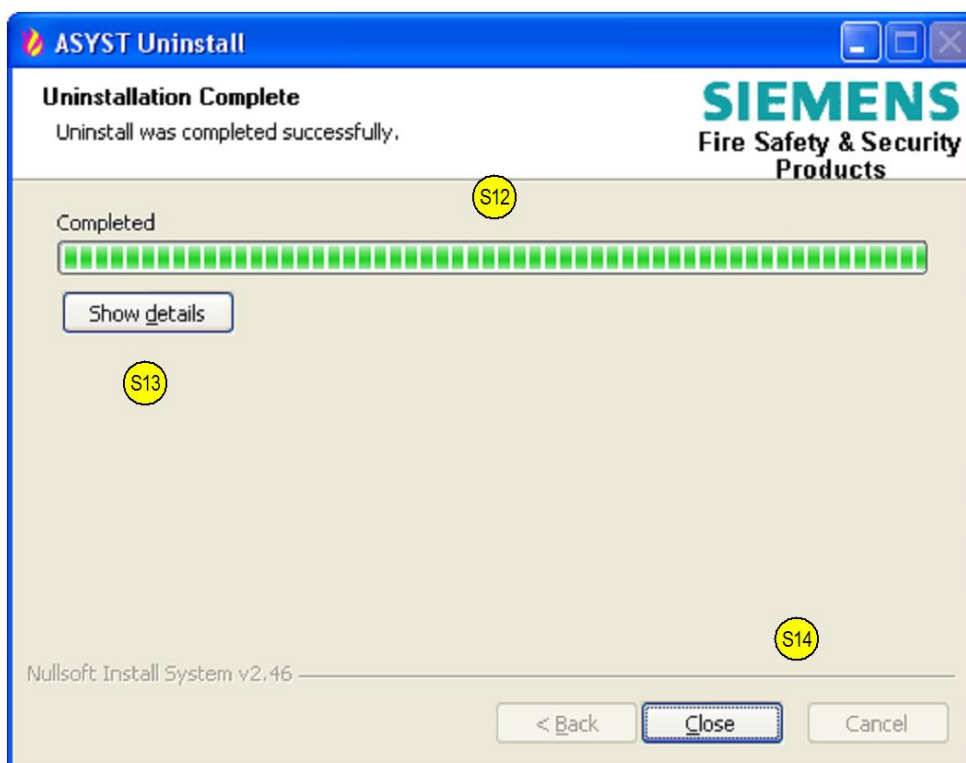 ASYST Uninstall
Uninstallation Complete
Uninstall was completed successfully.
SIEMENS
Fire Safety & Security
Products
S12
Completed
Show details
S13
S14
Nullsoft Install System v2.46
< Back
Close
Cancel